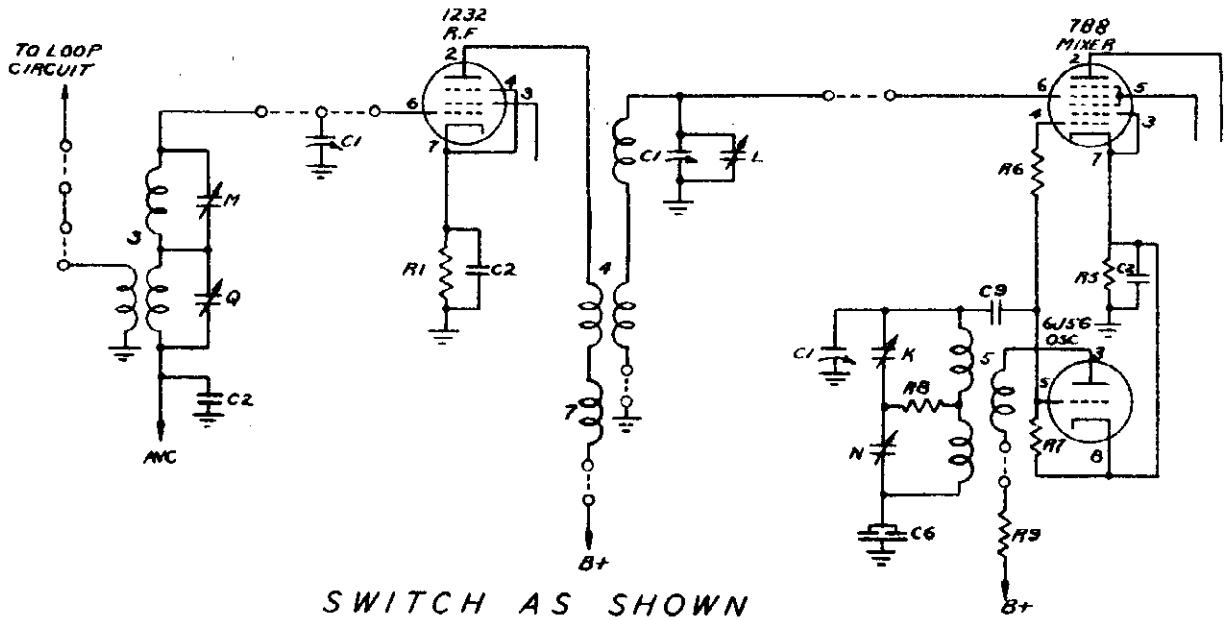 1232
R.F
788
MIXER
TO LOOP
CIRCUIT
2
4
3
6
7
C1
M
3
Q
C2
AVC
R1
C2
4
7
B+
C1
L
2
6
5
4
3
7
R6
R5
C2
C9
6J5G
OSC
C1
K
5
3
R8
5
N
R7
8
C6
R9
B+
SWITCH AS SHOWN